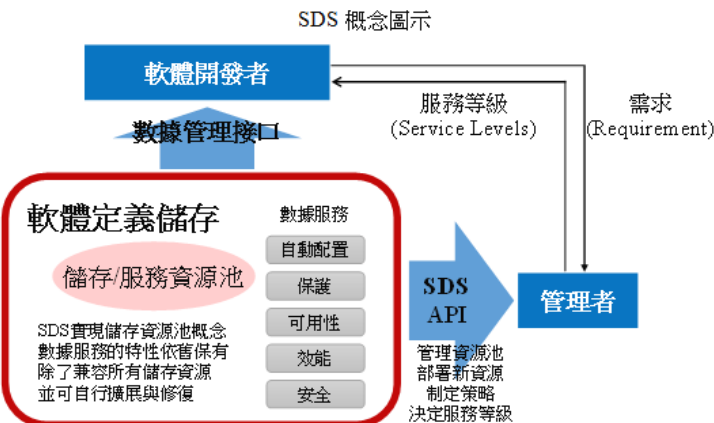 SDS 概念圖示
軟體開發者
服務等級
(Service Levels)
需求
(Requirement)
數據管理接口
軟體定義儲存
儲存/服務資源池
SDS實現儲存資源池概念
數據服務的特性依舊保有
除了兼容所有儲存資源
並可自行擴展與修復
數據服務
自動配置
保護
可用性
效能
安全
SDS
API
管理資源池
部署新資源
制定策略
決定服務等級
管理者